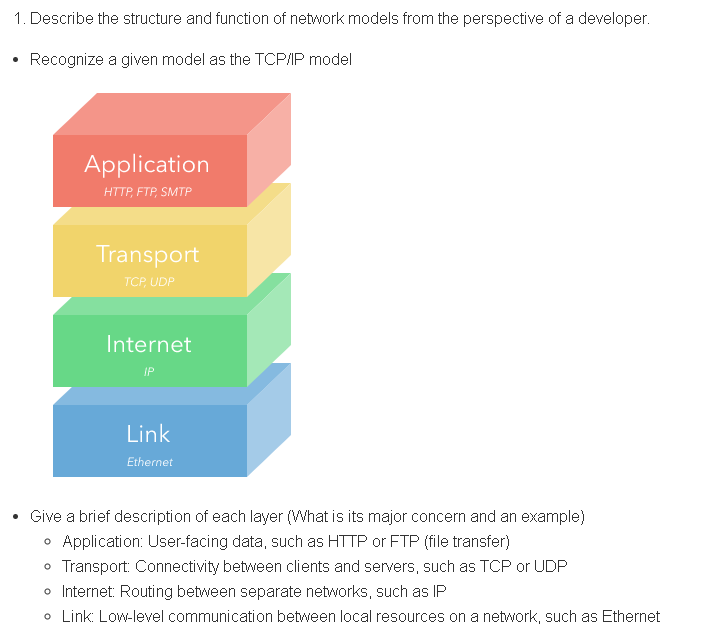 1. Describe the structure and function of network models from the perspective of a developer.
• Recognize a given model as the TCP/IP model
Application
HTTP, FTP, SMTP
Transport
TCP, UDP
Internet
IP
Link
Ethernet
• Give a brief description of each layer (What is its major concern and an example)
◦ Application: User-facing data, such as HTTP or FTP (file transfer)
◦ Transport: Connectivity between clients and servers, such as TCP or UDP
◦ Internet: Routing between separate networks, such as IP
◦ Link: Low-level communication between local resources on a network, such as Ethernet